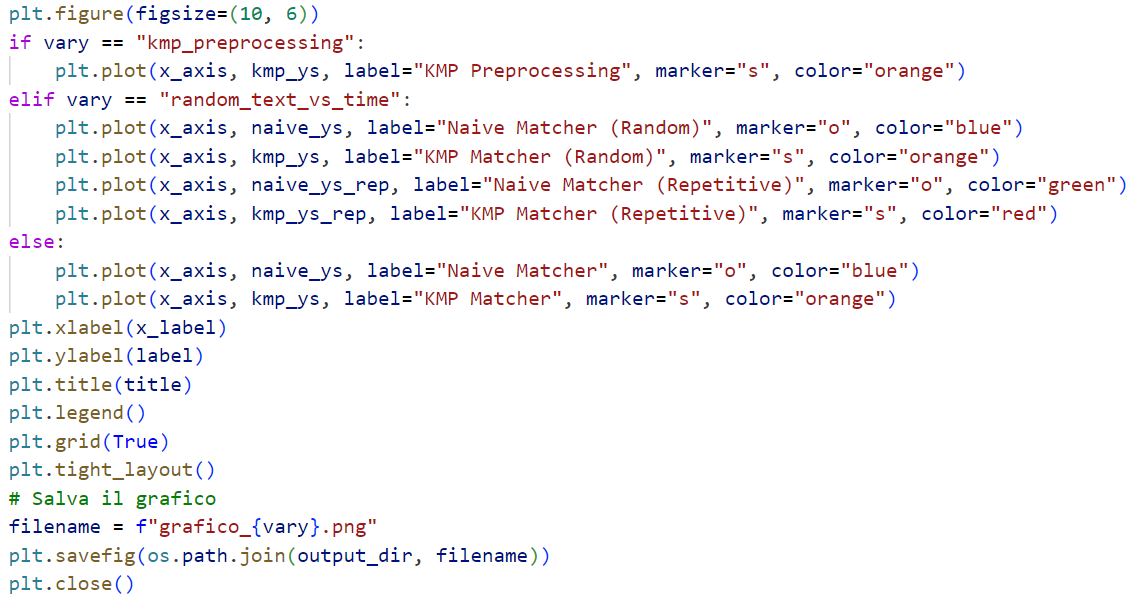 plt.figure(figsize=(10, 6))
if vary == "kmp_preprocessing":
    plt.plot(x_axis, kmp_ys, label="KMP Preprocessing", marker="s", color="orange")
elif vary == "random_text_vs_time":
    plt.plot(x_axis, naive_ys, label="Naive Matcher (Random)", marker="o", color="blue")
    plt.plot(x_axis, kmp_ys, label="KMP Matcher (Random)", marker="s", color="orange")
    plt.plot(x_axis, naive_ys_rep, label="Naive Matcher (Repetitive)", marker="o", color="green")
    plt.plot(x_axis, kmp_ys_rep, label="KMP Matcher (Repetitive)", marker="s", color="red")
else:
    plt.plot(x_axis, naive_ys, label="Naive Matcher", marker="o", color="blue")
    plt.plot(x_axis, kmp_ys, label="KMP Matcher", marker="s", color="orange")
plt.xlabel(x_label)
plt.ylabel(label)
plt.title(title)
plt.legend()
plt.grid(True)
plt.tight_layout()
# Salva il grafico
filename = f"grafico_{vary}.png"
plt.savefig(os.path.join(output_dir, filename))
plt.close()